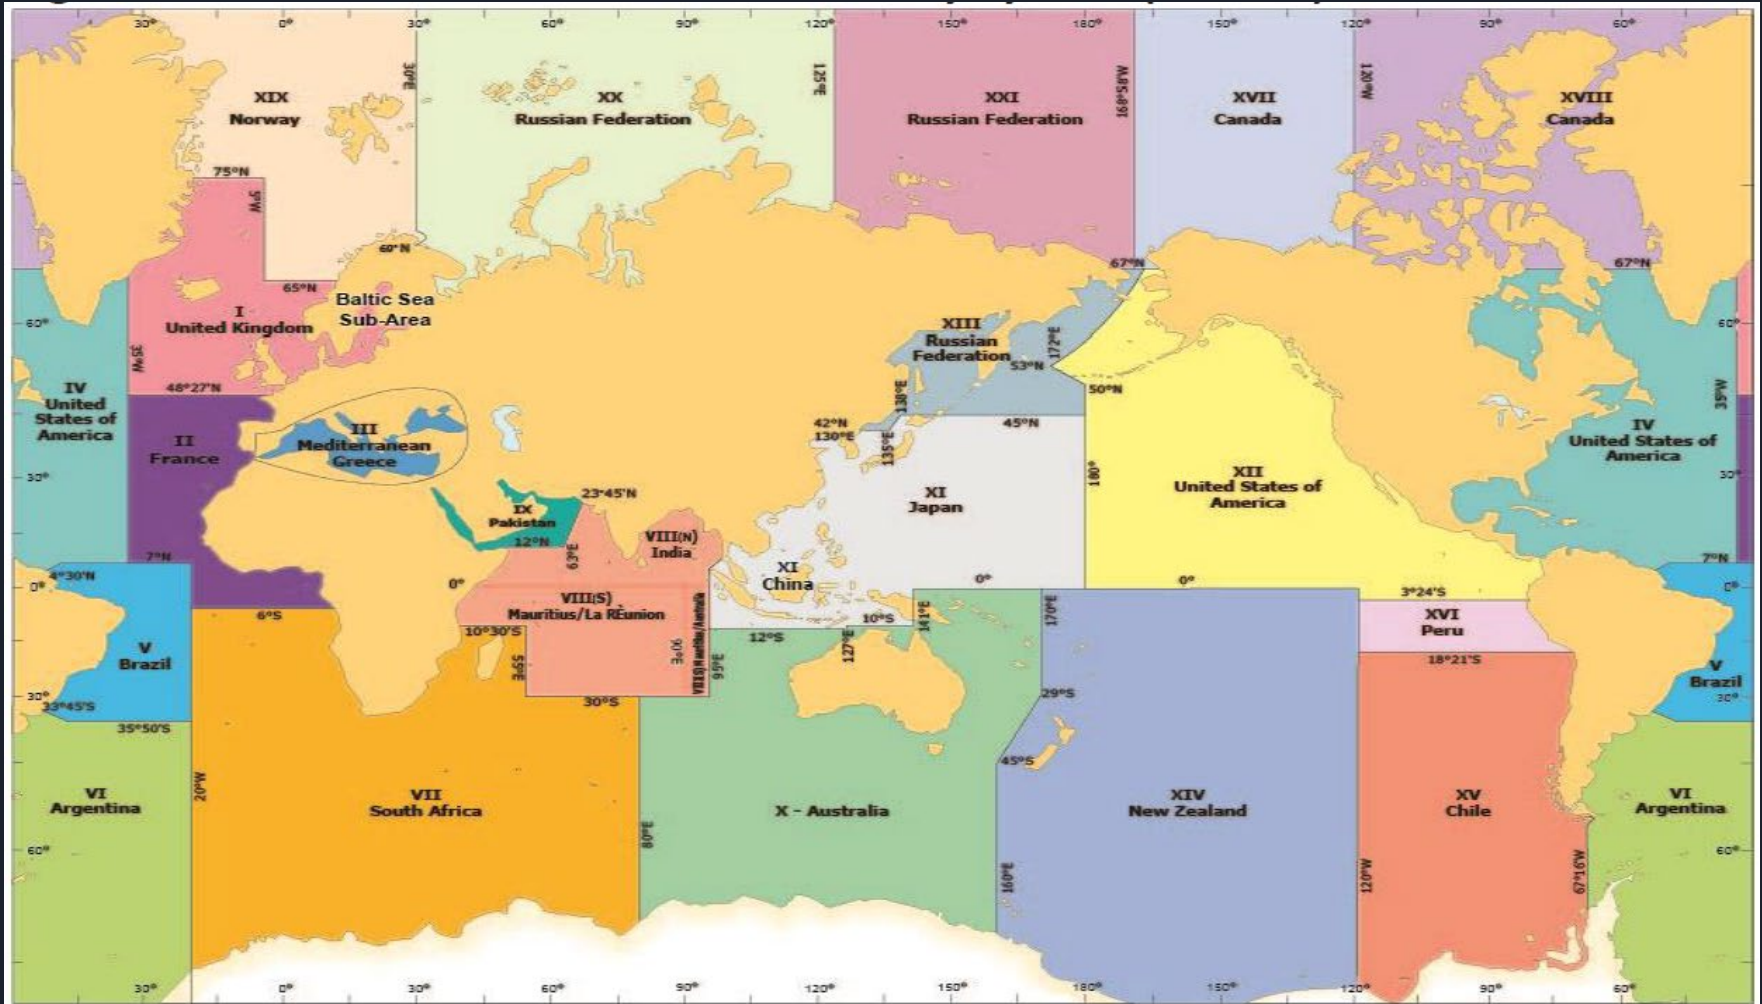 30°
0°
30°
60°
90°
120°
150°
180°
150°
120°
90°
60°
XIX
Norway
30°E
XX
Russian Federation
125°E
XXI
Russian Federation
168°58'W
XVII
Canada
120°W
XVIII
Canada
75°N
5°W
60°N
65°N
67°N
67°N
Baltic Sea
Sub-Area
I
United Kingdom
60°
60°
35°W
48°27'N
XIII
Russian
Federation
172°E
53°N
50°N
138°E
42°N
130°E
135°E
45°N
35°W
IV
United
States of
America
II
France
III
Mediterranean
Greece
IV
United States of
America
30°
30°
XII
United States of
America
180°
XI
Japan
23°45'N
IX
Pakistan
12°N
63°E
VIII(N)
India
XI
China
7°N
7°N
4°30'N
0°
0°
0°
0°
0°
3°24'S
VIII(S)
Mauritius/La RÈunion
6°S
10°30'S
55°E
90°E
VIII(S)Mauritius/Australia
95°E
12°S
127°E
10°S
141°E
170°E
XVI
Peru
18°21'S
V
Brazil
V
Brazil
30°
30°
33°45'S
35°50'S
30°S
29°S
45°S
20°W
VI
Argentina
VII
South Africa
80°E
X - Australia
160°E
XIV
New Zealand
120°W
XV
Chile
67°16'W
VI
Argentina
60°
60°
30°
0°
30°
60°
90°
120°
150°
180°
150°
120°
90°
60°